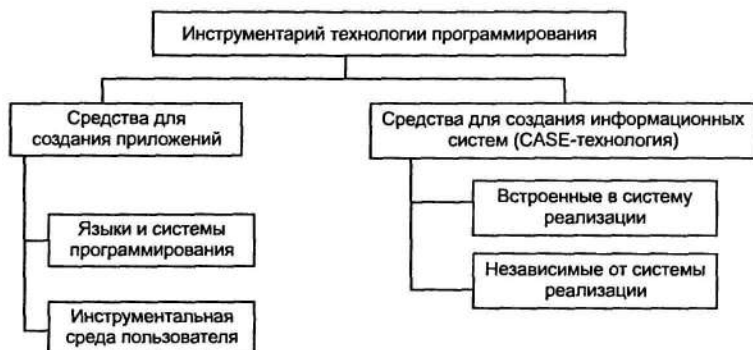 Инструментарий технологии программирования
Средства для
создания приложений
Средства для создания информационных
систем (CASE-технология)
Языки и системы
программирования
Инструментальная
среда пользователя
Встроенные в систему
реализации
Независимые от системы
реализации